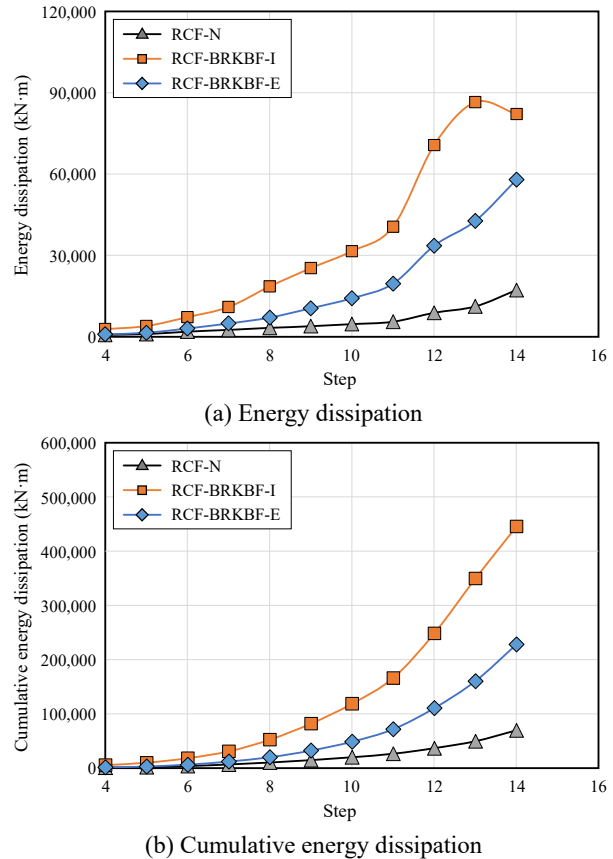 120,000
90,000
60,000
30,000
0
Energy dissipation (kN·m)
RCF-N
RCF-BRKBF-I
RCF-BRKBF-E
4 6 8 10 12 14 16
Step
(a) Energy dissipation
600,000
500,000
400,000
300,000
200,000
100,000
0
Cumulative energy dissipation (kN·m)
RCF-N
RCF-BRKBF-I
RCF-BRKBF-E
4 6 8 10 12 14 16
Step
(b) Cumulative energy dissipation